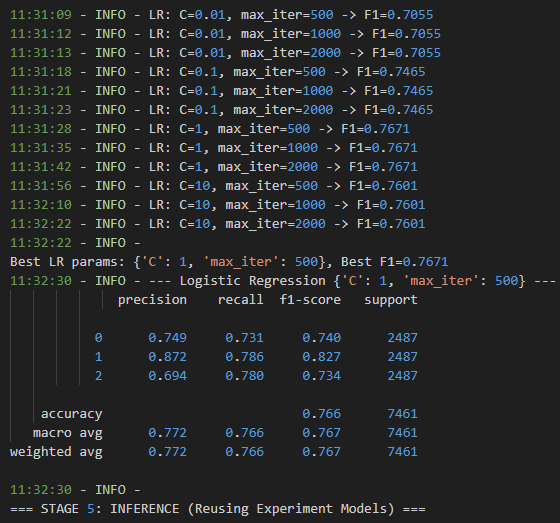 11:31:09 - INFO - LR: C=0.01, max_iter=500 -> F1=0.7055
11:31:12 - INFO - LR: C=0.01, max_iter=1000 -> F1=0.7055
11:31:13 - INFO - LR: C=0.01, max_iter=2000 -> F1=0.7055
11:31:18 - INFO - LR: C=0.1, max_iter=500 -> F1=0.7465
11:31:21 - INFO - LR: C=0.1, max_iter=1000 -> F1=0.7465
11:31:23 - INFO - LR: C=0.1, max_iter=2000 -> F1=0.7465
11:31:28 - INFO - LR: C=1, max_iter=500 -> F1=0.7671
11:31:35 - INFO - LR: C=1, max_iter=1000 -> F1=0.7671
11:31:42 - INFO - LR: C=1, max_iter=2000 -> F1=0.7671
11:31:56 - INFO - LR: C=10, max_iter=500 -> F1=0.7601
11:32:10 - INFO - LR: C=10, max_iter=1000 -> F1=0.7601
11:32:22 - INFO - LR: C=10, max_iter=2000 -> F1=0.7601
11:32:22 - INFO -
Best LR params: {'C': 1, 'max_iter': 500}, Best F1=0.7671
11:32:30 - INFO - --- Logistic Regression {'C': 1, 'max_iter': 500} ---
precision recall f1-score support
0 0.749 0.731 0.740 2487
1 0.872 0.786 0.827 2487
2 0.694 0.780 0.734 2487
accuracy 0.766 7461
macro avg 0.772 0.766 0.767 7461
weighted avg 0.772 0.766 0.767 7461
11:32:30 - INFO -
=== STAGE 5: INFERENCE (Reusing Experiment Models) ===